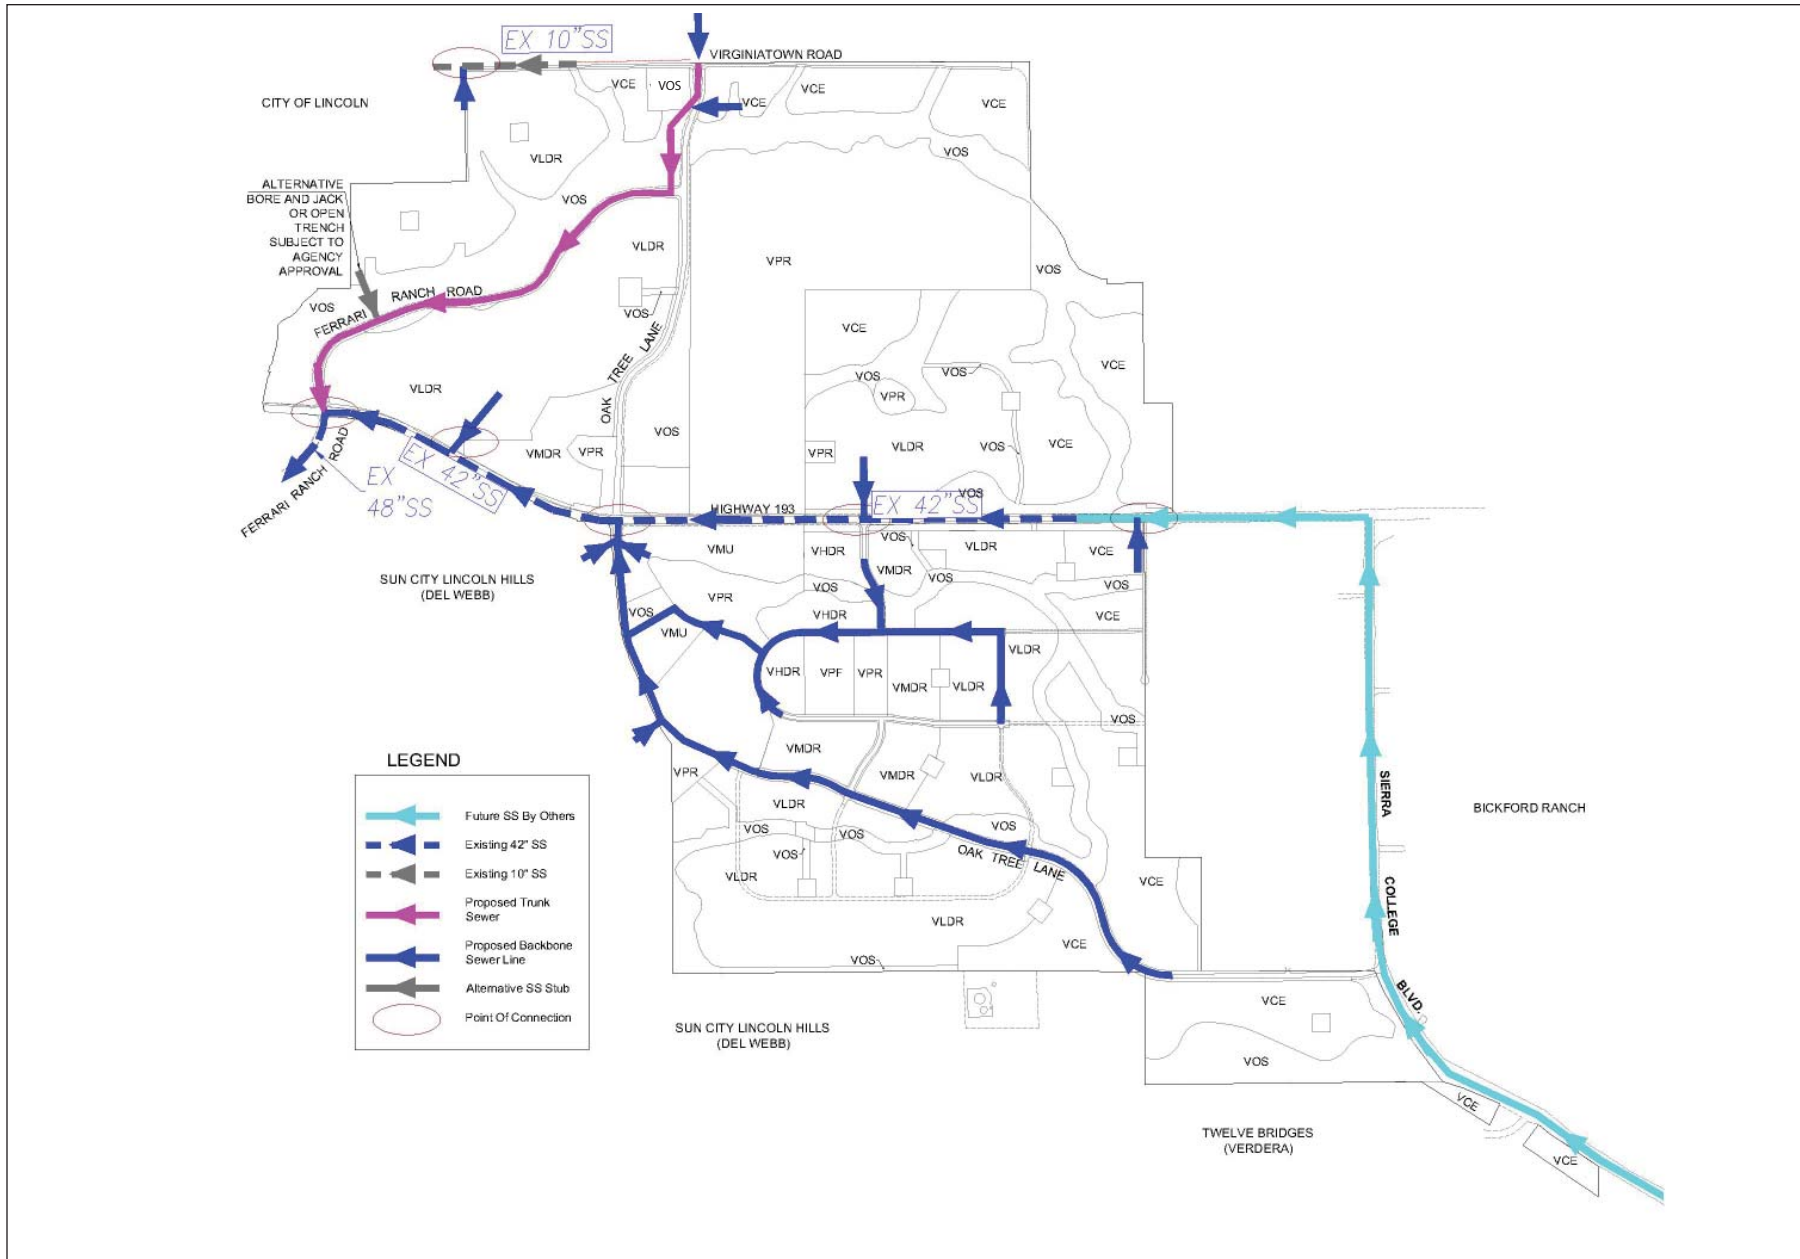 EX 10"SS
VIRGINIATOWN ROAD
CITY OF LINCOLN
VCE
VOS
VCE
VCE
VCE
VLDR
VOS
ALTERNATIVE
BORE AND JACK
OR OPEN
TRENCH
SUBJECT TO
AGENCY
APPROVAL
VOS
VLDR
VPR
VOS
VOS
FERRARI RANCH ROAD
VOS
OAK TREE LANE
VCE
VCE
VLDR
VOS
VOS
VPR
VOS
VMDR
VPR
VPR
VLDR
VOS
VCE
FERRARI RANCH ROAD
EX
48"SS
EX 42"SS
HIGHWAY 193
EX 42"SS
VOS
SUN CITY LINCOLN HILLS
(DEL WEBB)
VMU
VHDR
VOS
VMDR
VLDR
VCE
VOS
VOS
VOS
VPR
VHDR
VCE
VOS
VMU
VLDR
VHDR
VPF
VPR
VMDR
VLDR
VOS
VMDR
VPR
VMDR
VLDR
VLDR
VOS
VOS
VOS
VOS
VLDR
OAK TREE LANE
VCE
VLDR
VCE
VOS
SIERRA
COLLEGE
BLVD.
BICKFORD RANCH
VCE
VOS
VCE
VCE
SUN CITY LINCOLN HILLS
(DEL WEBB)
TWELVE BRIDGES
(VERDERA)
LEGEND
Future SS By Others
Existing 42" SS
Existing 10" SS
Proposed Trunk
Sewer
Proposed Backbone
Sewer Line
Alternative SS Stub
Point Of Connection